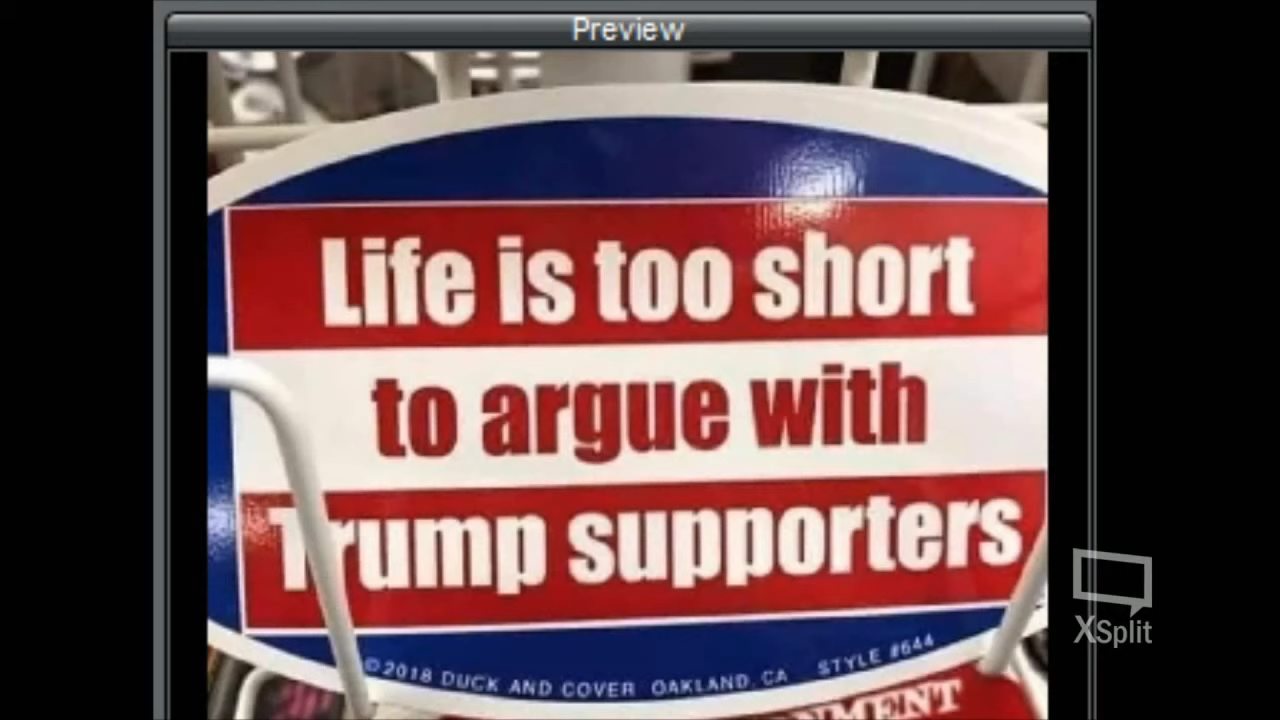 Preview
Life is too short
to argue with
Trump supporters
©2018 DUCK AND COVER OAKLAND, CA STYLE #644
XSplit